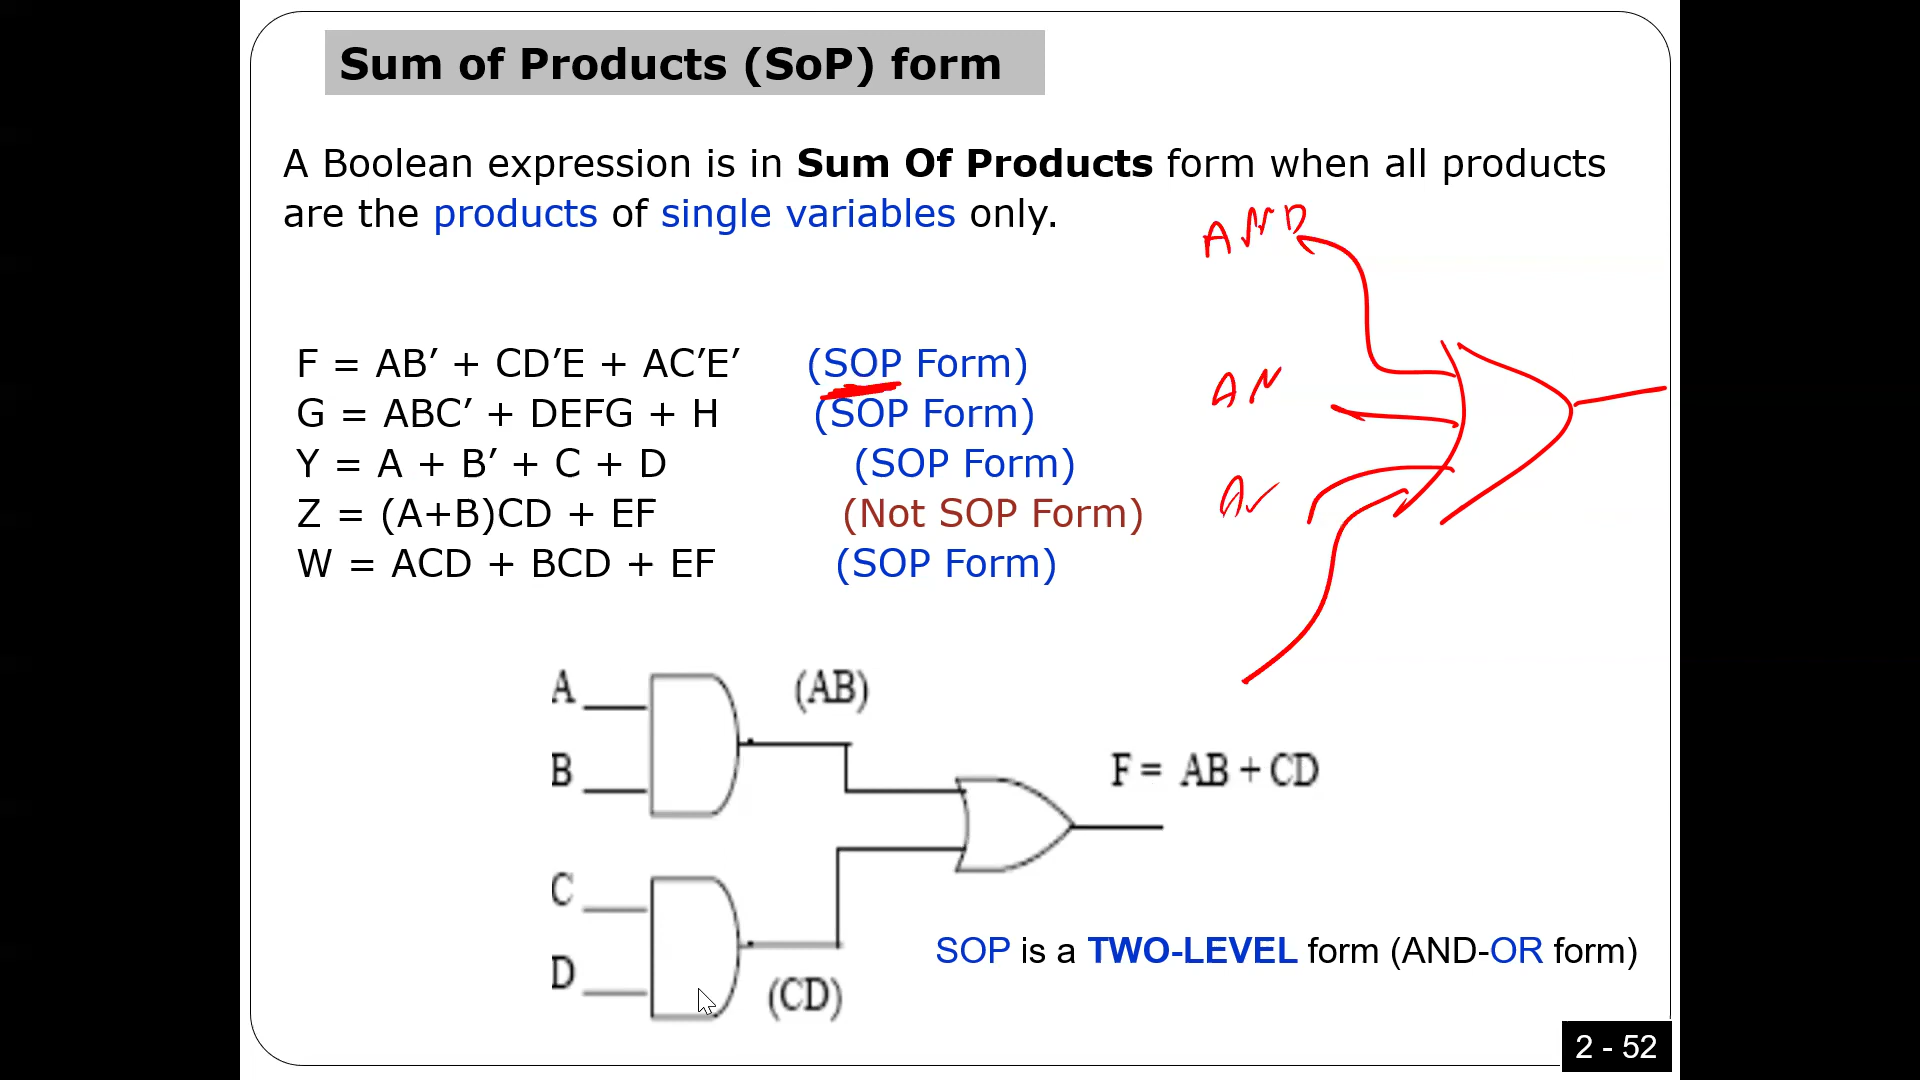 Sum of Products (SoP) form
A Boolean expression is in Sum Of Products form when all products
are the products of single variables only.
AND
F = AB′ + CD′E + AC′E′ (SOP Form)
AN
G = ABC′ + DEFG + H (SOP Form)
Y = A + B′ + C + D (SOP Form)
Z = (A+B)CD + EF (Not SOP Form)
W = ACD + BCD + EF (SOP Form)
A
(AB)
B
F = AB + CD
C
SOP is a TWO-LEVEL form (AND-OR form)
D
(CD)
2 - 52